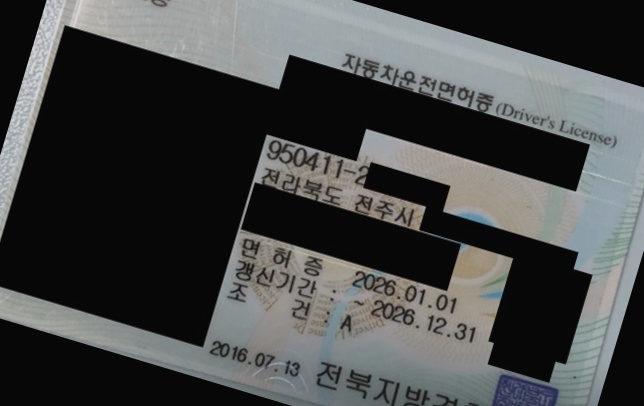 자동차운전면허증 (Driver's License)
950411-2
전라북도 전주시
면 허 증
갱신기간 : 2026.01.01
~ 2026.12.31
조 건 : A
2016.07.13 전북지방경